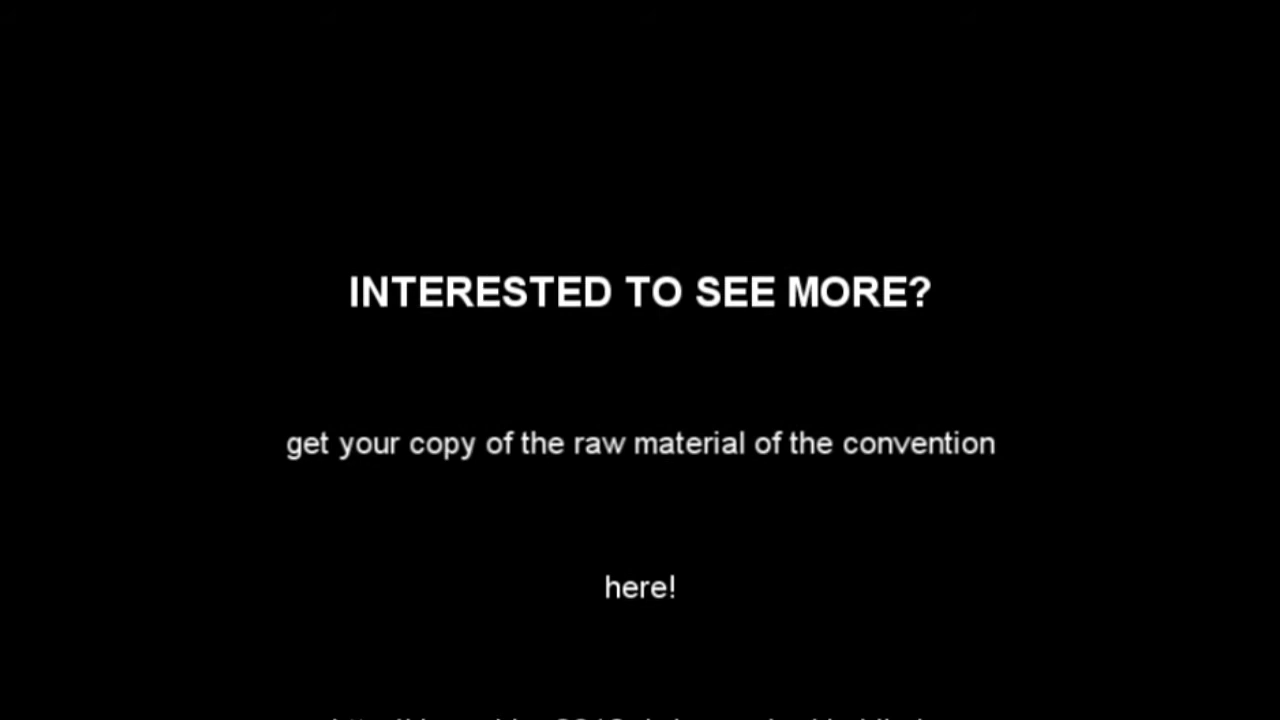 INTERESTED TO SEE MORE?
get your copy of the raw material of the convention
here!